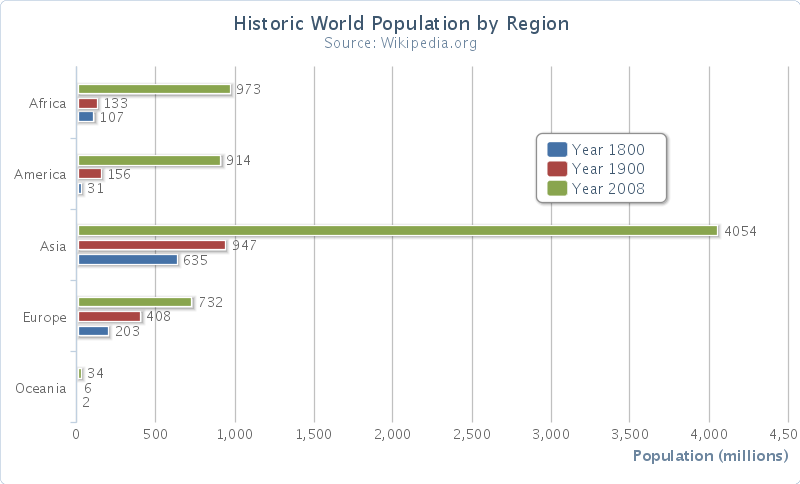 Historic World Population by Region
Source: Wikipedia.org
Africa
973
133
107
America
914
156
31
Asia
4054
947
635
Europe
732
408
203
Oceania
34
6
2
Year 1800
Year 1900
Year 2008
0 500 1,000 1,500 2,000 2,500 3,000 3,500 4,000 4,50
Population (millions)